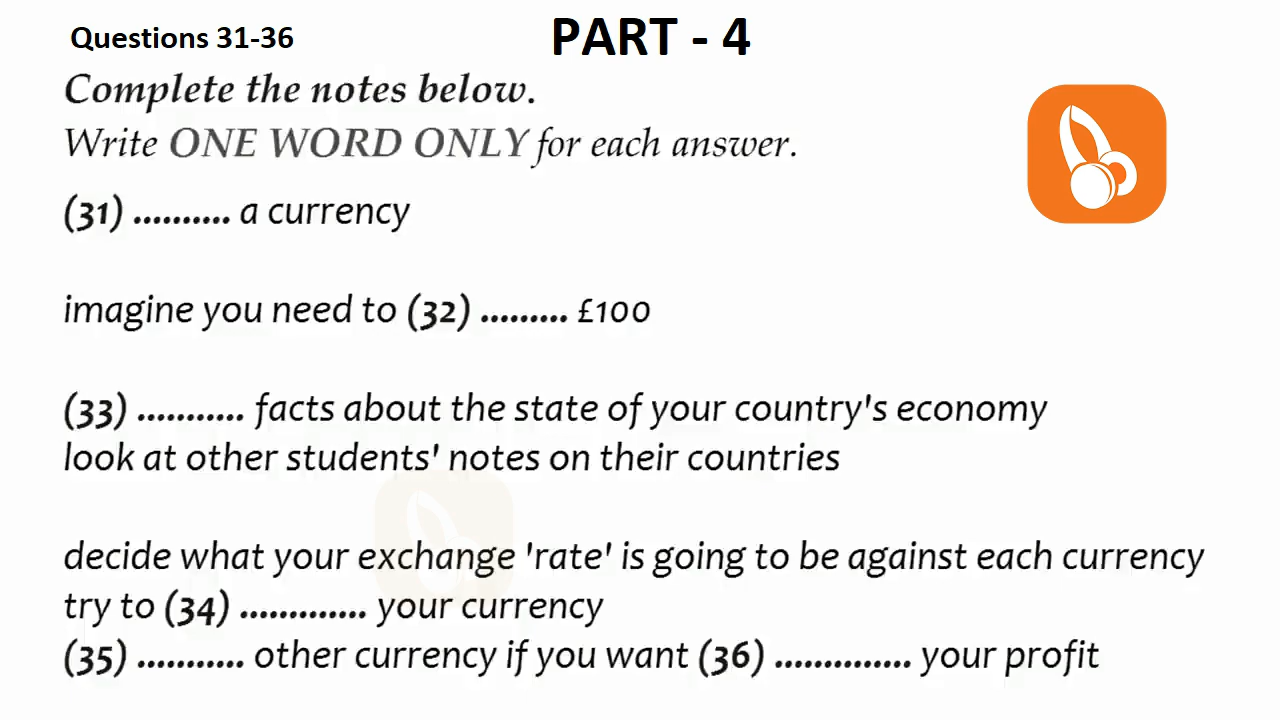 Questions 31-36
PART - 4
Complete the notes below.
Write ONE WORD ONLY for each answer.
(31) .......... a currency
imagine you need to (32) ......... £100
(33) ........... facts about the state of your country's economy
look at other students' notes on their countries
decide what your exchange 'rate' is going to be against each currency
try to (34) ............. your currency
(35) ........... other currency if you want (36) .............. your profit